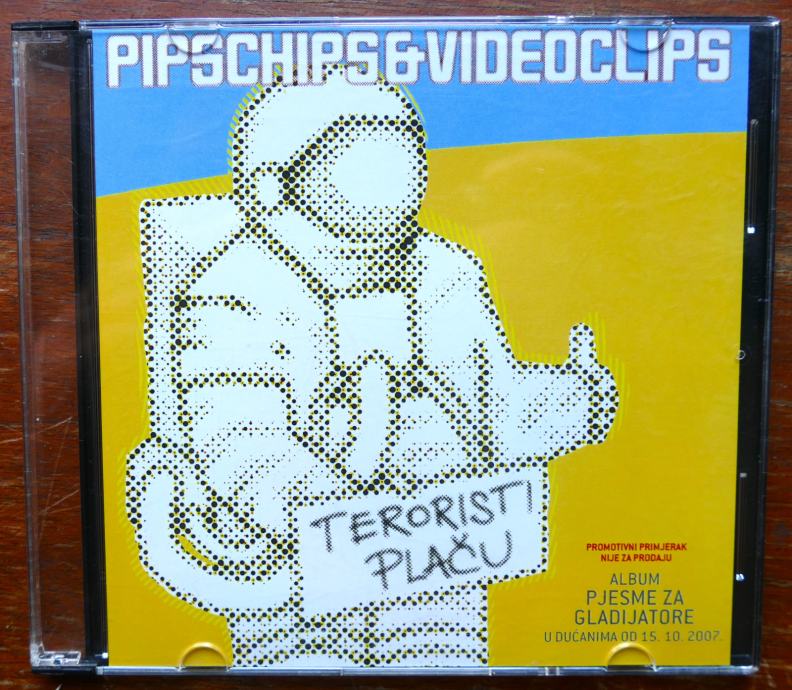 PIPSCHIPS&VIDEOCLIPS
TERORISTI
PLAČU
PROMOTIVNI PRIMJERAK
NIJE ZA PRODAJU
ALBUM
PJESME ZA
GLADIJATORE
U DUĆANIMA OD 15. 10. 2007.